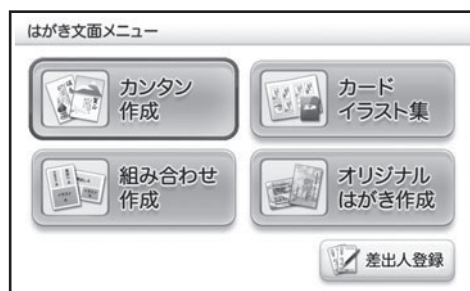 はがき文面メニュー
カンタン
作成
カード
イラスト集
組み合わせ
作成
オリジナル
はがき作成
差出人登録